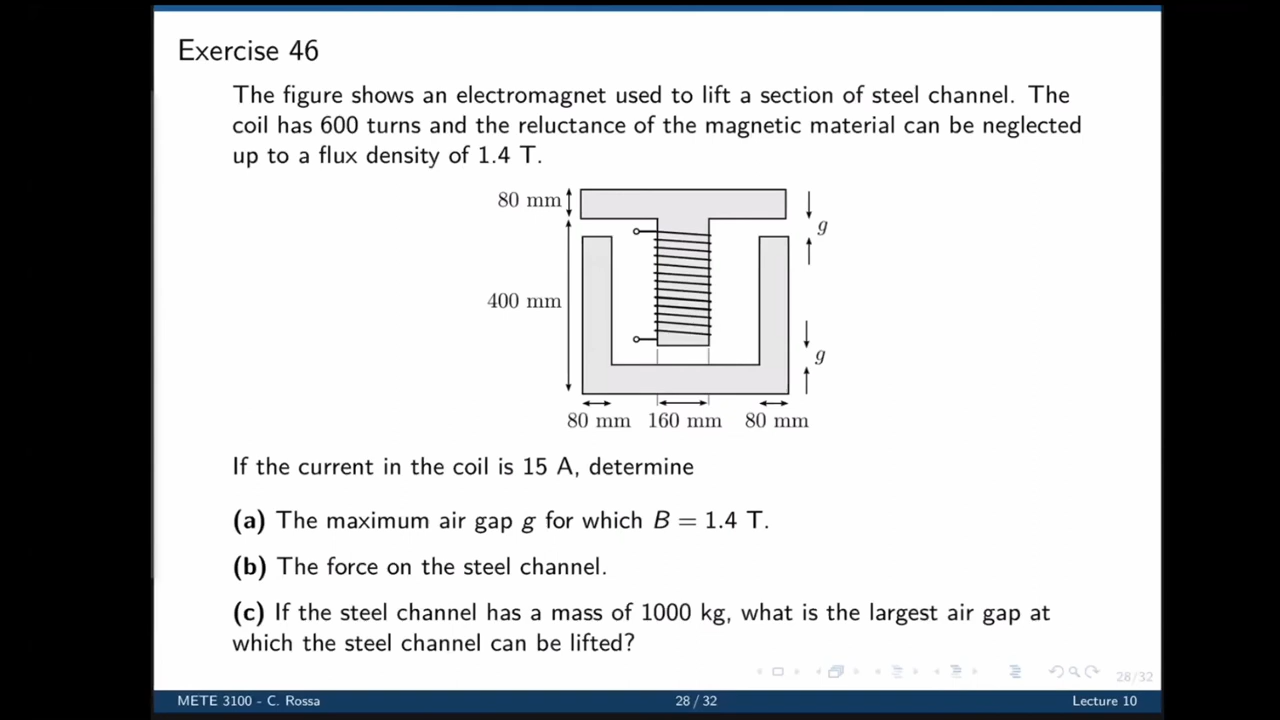 Exercise 46
The figure shows an electromagnet used to lift a section of steel channel. The
coil has 600 turns and the reluctance of the magnetic material can be neglected
up to a flux density of 1.4 T.
80 mm
g
400 mm
g
80 mm 160 mm 80 mm
If the current in the coil is 15 A, determine
(a) The maximum air gap g for which B = 1.4 T.
(b) The force on the steel channel.
(c) If the steel channel has a mass of 1000 kg, what is the largest air gap at
which the steel channel can be lifted?
28/32
METE 3100 - C. Rossa 28 / 32 Lecture 10